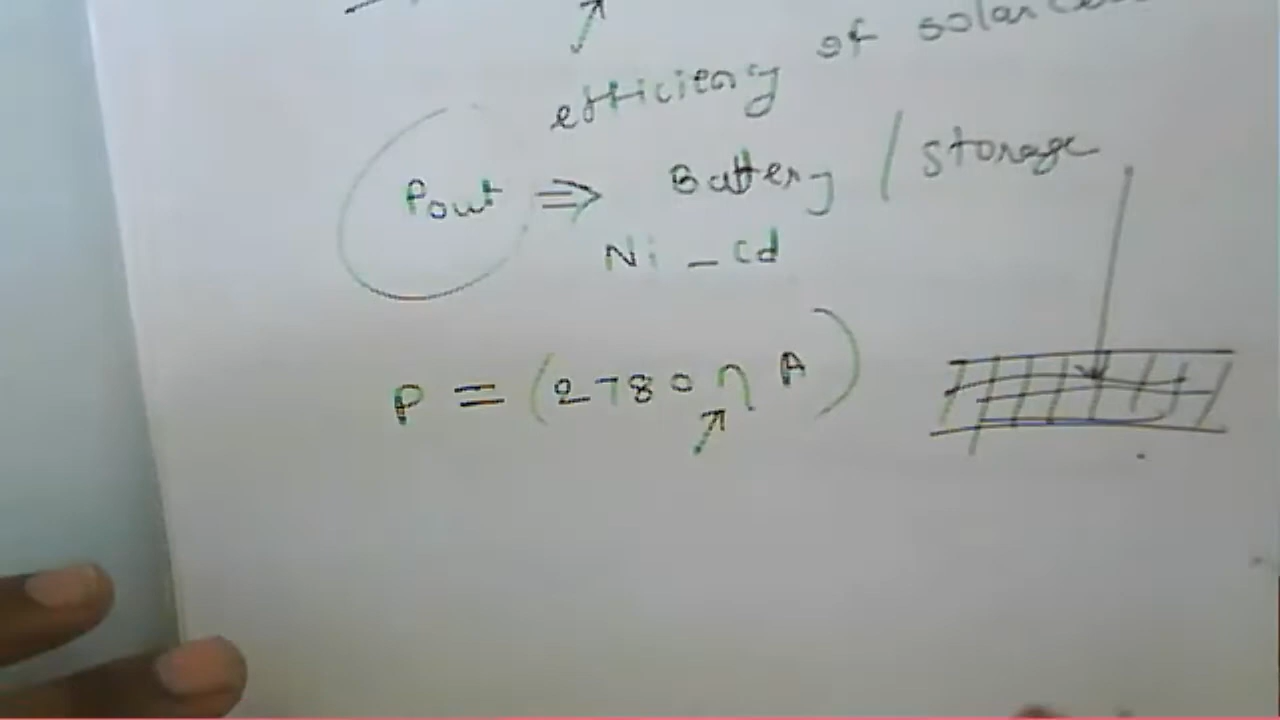 efficiency of solar
Pout ⇒ Battery / storage
Ni - Cd
P = (2780 η A)